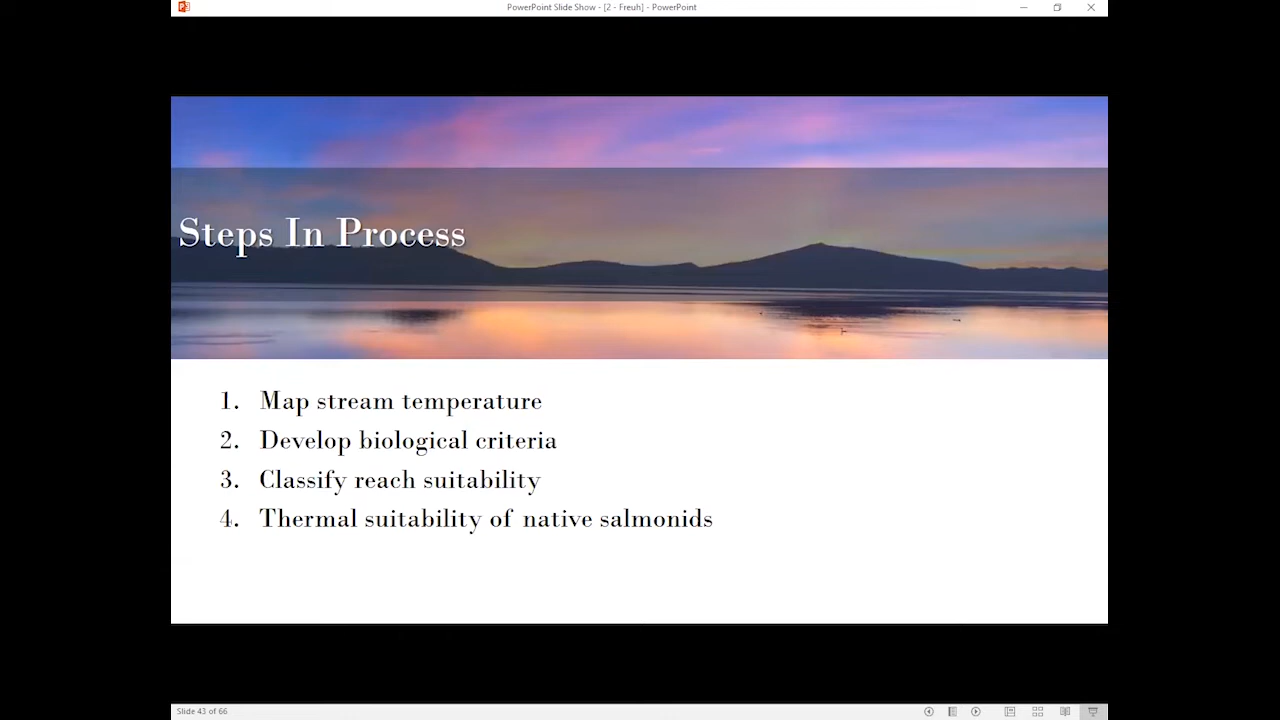 PowerPoint Slide Show - [2 - Freuh] - PowerPoint
Steps In Process
1. Map stream temperature
2. Develop biological criteria
3. Classify reach suitability
4. Thermal suitability of native salmonids
Slide 43 of 66